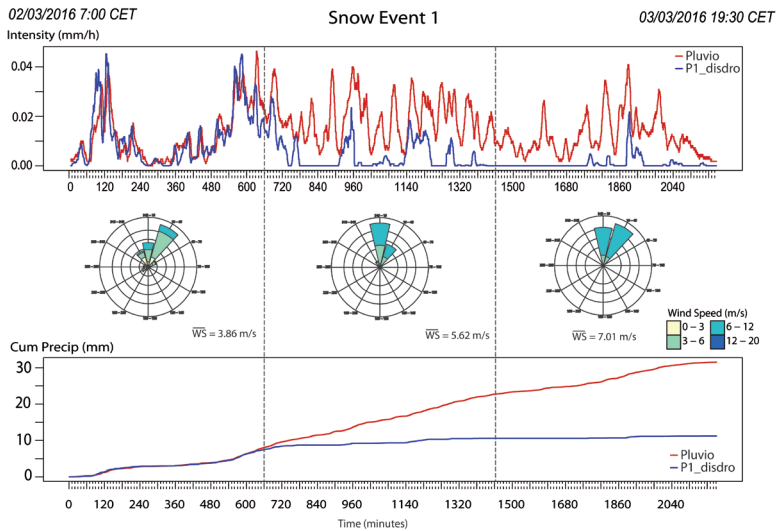 02/03/2016 7:00 CET
Snow Event 1
03/03/2016 19:30 CET
Intensity (mm/h)
Pluvio
P1_disdro
0.04
0.02
0.00
0 120 240 360 480 600 720 840 960 1140 1320 1500 1680 1860 2040
WS = 3.86 m/s
WS = 5.62 m/s
WS = 7.01 m/s
Wind Speed (m/s)
0 – 3 6 – 12
3 – 6 12 – 20
Cum Precip (mm)
30
20
10
0
Pluvio
P1_disdro
0 120 240 360 480 600 720 840 960 1140 1320 1500 1680 1860 2040
Time (minutes)